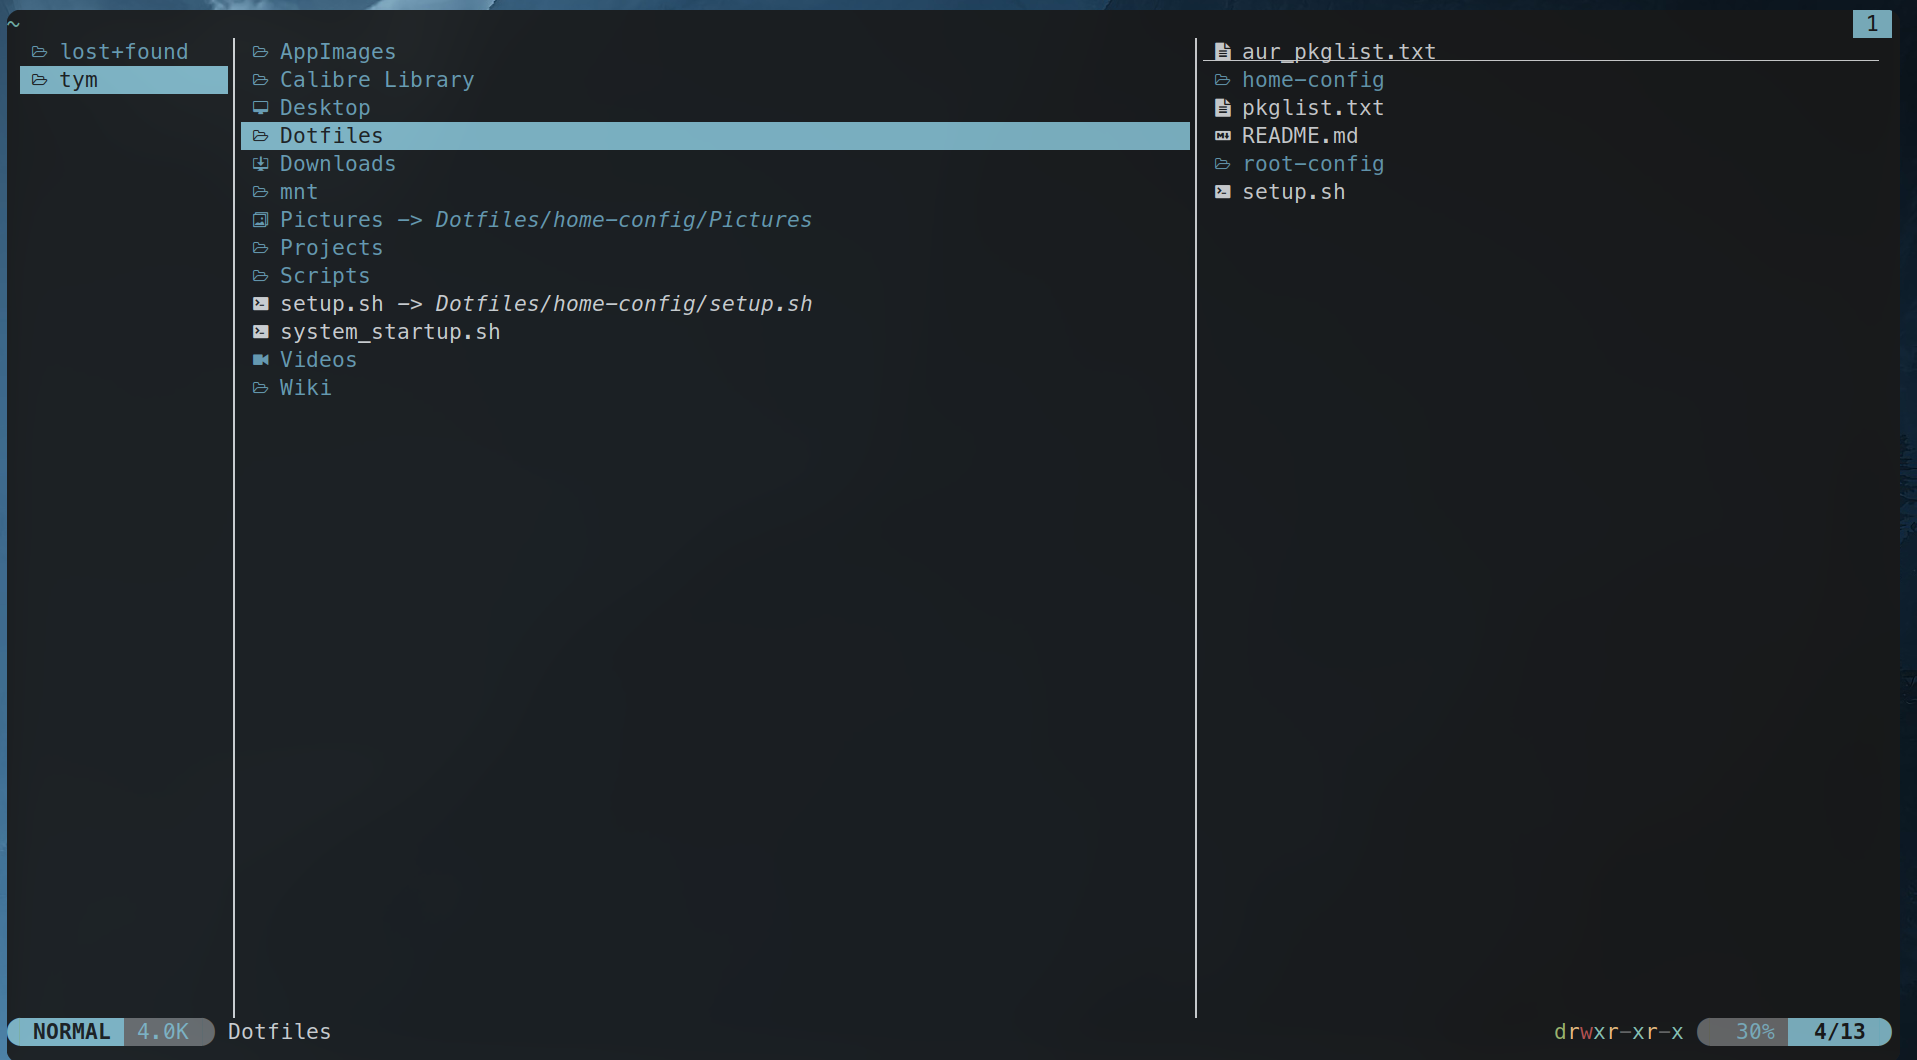 ~
1
lost+found
tym
AppImages
Calibre Library
Desktop
Dotfiles
Downloads
mnt
Pictures -> Dotfiles/home-config/Pictures
Projects
Scripts
setup.sh -> Dotfiles/home-config/setup.sh
system_startup.sh
Videos
Wiki
aur_pkglist.txt
home-config
pkglist.txt
README.md
root-config
setup.sh
NORMAL 4.0K Dotfiles
drwxr-xr-x 30% 4/13